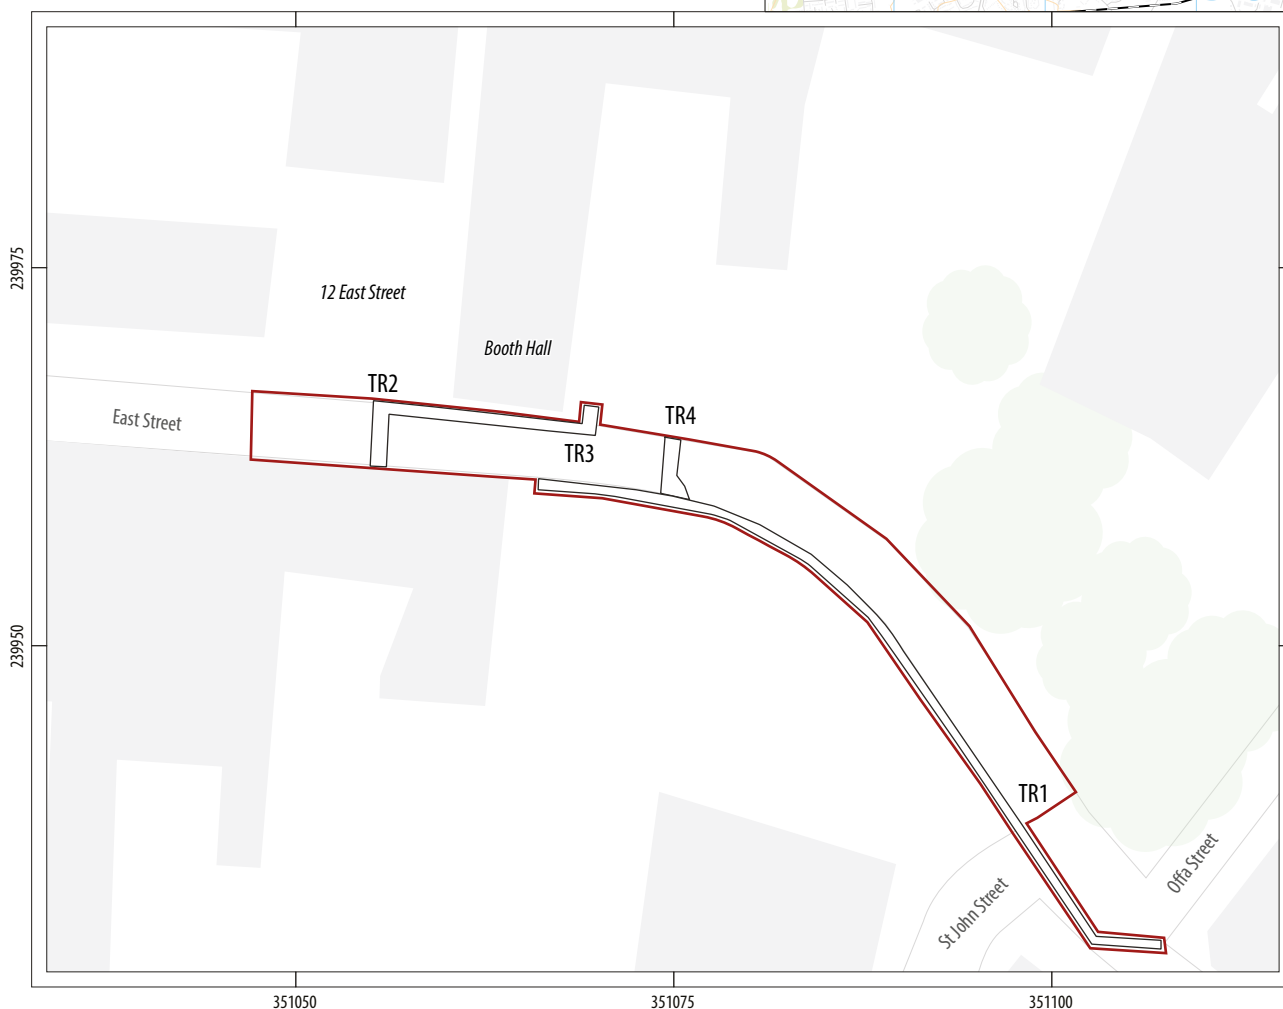 239975
12 East Street
Booth Hall
TR2
East Street
TR4
TR3
239950
TR1
Offa Street
St John Street
351050
351075
351100